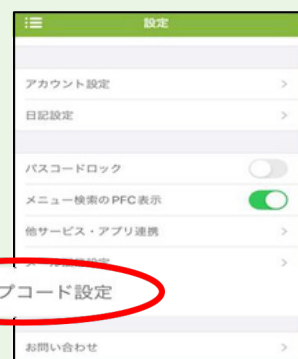 設定
アカウント設定
日記設定
パスコードロック
メニュー検索のPFC表示
他サービス・アプリ連携
プコード設定
お問い合わせ